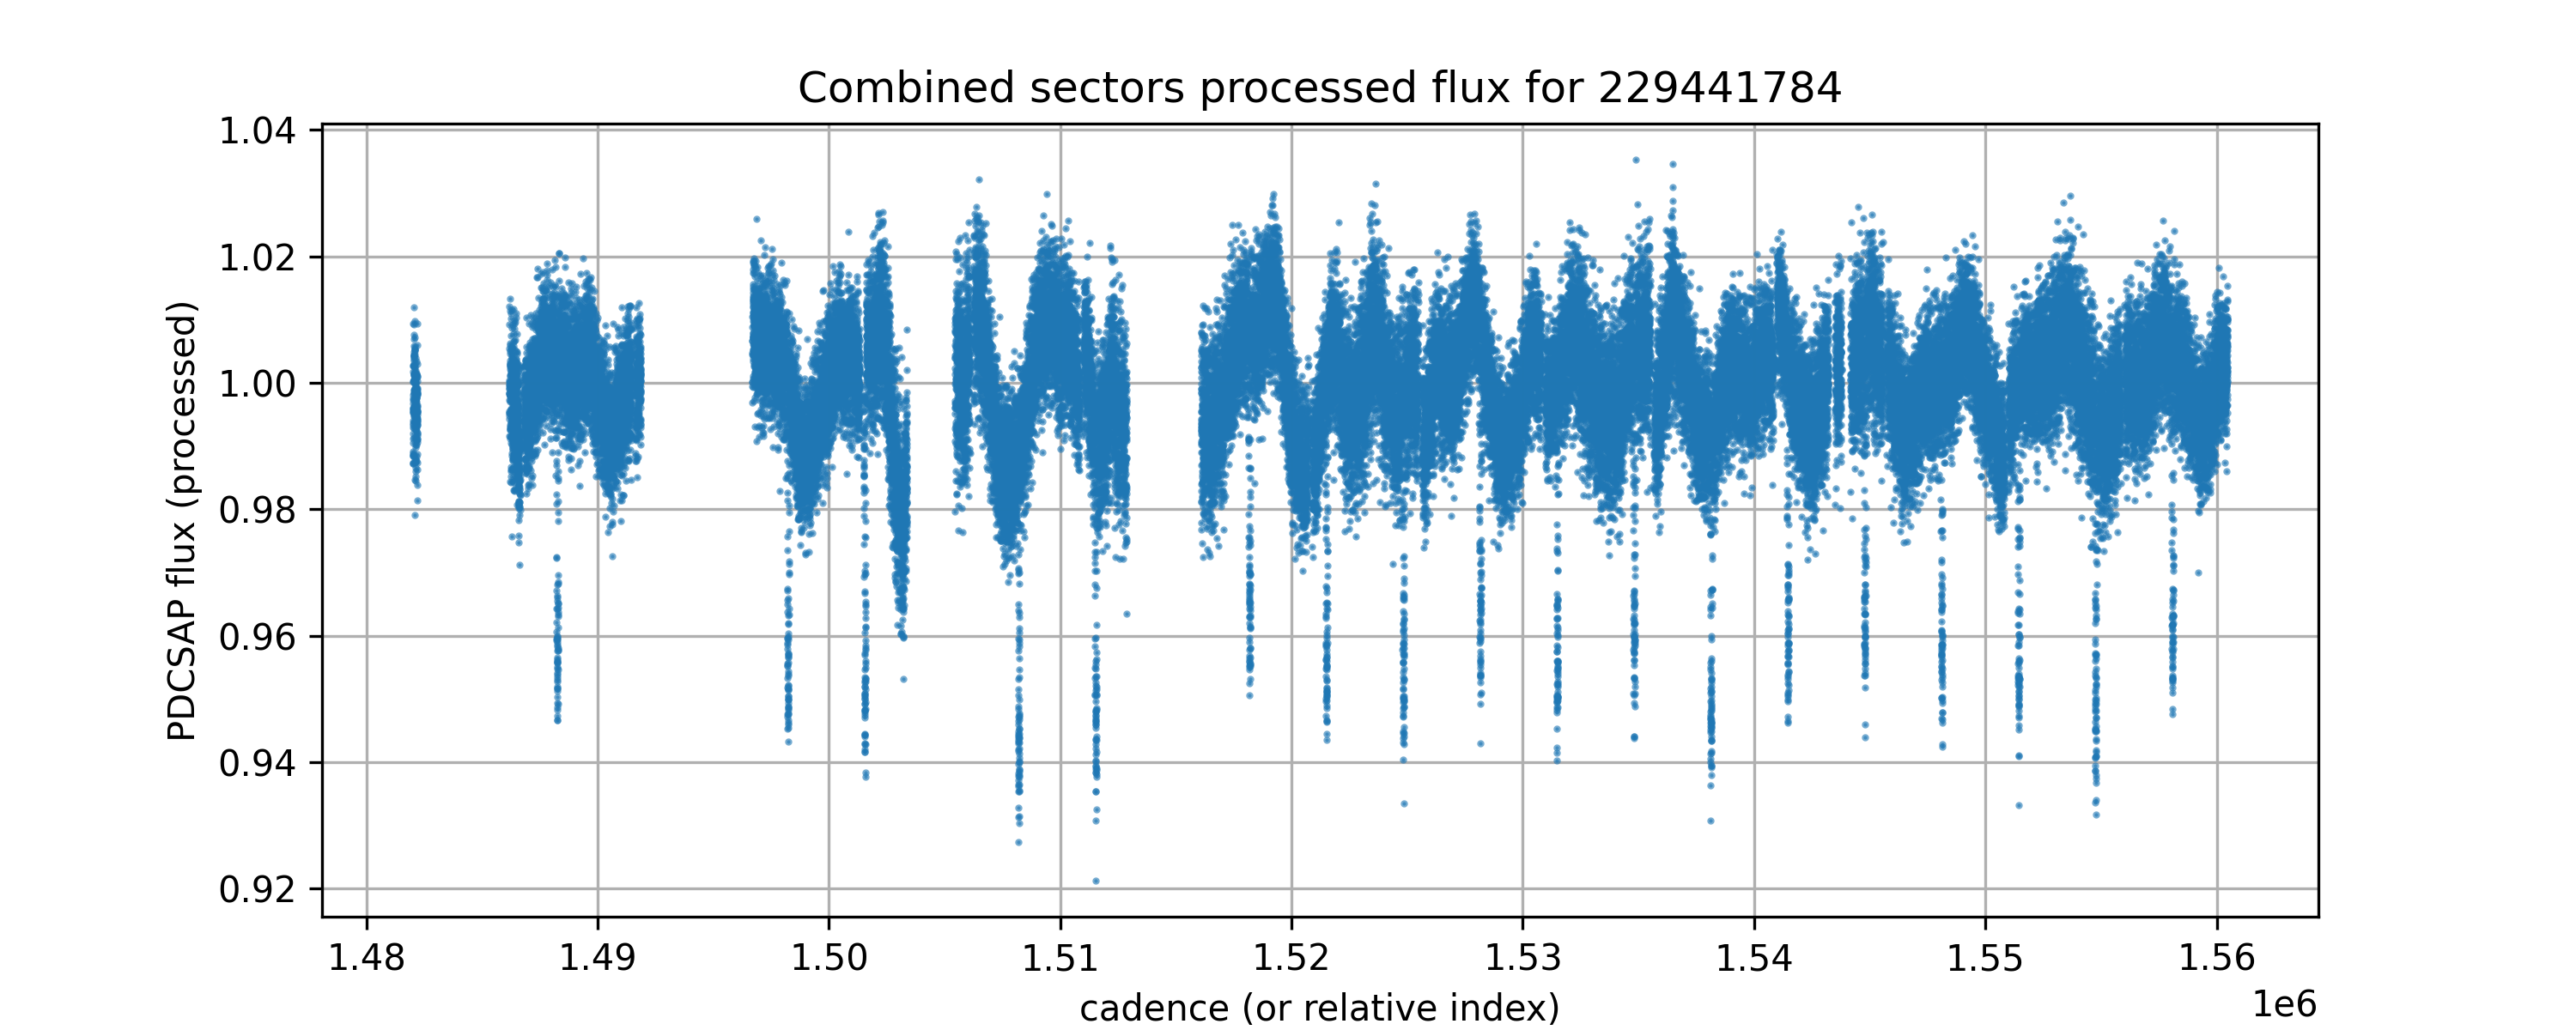 Combined sectors processed flux for 229441784
PDCSAP flux (processed)
1.04
1.02
1.00
0.98
0.96
0.94
0.92
1.48 1.49 1.50 1.51 1.52 1.53 1.54 1.55 1.56
cadence (or relative index)
1e6